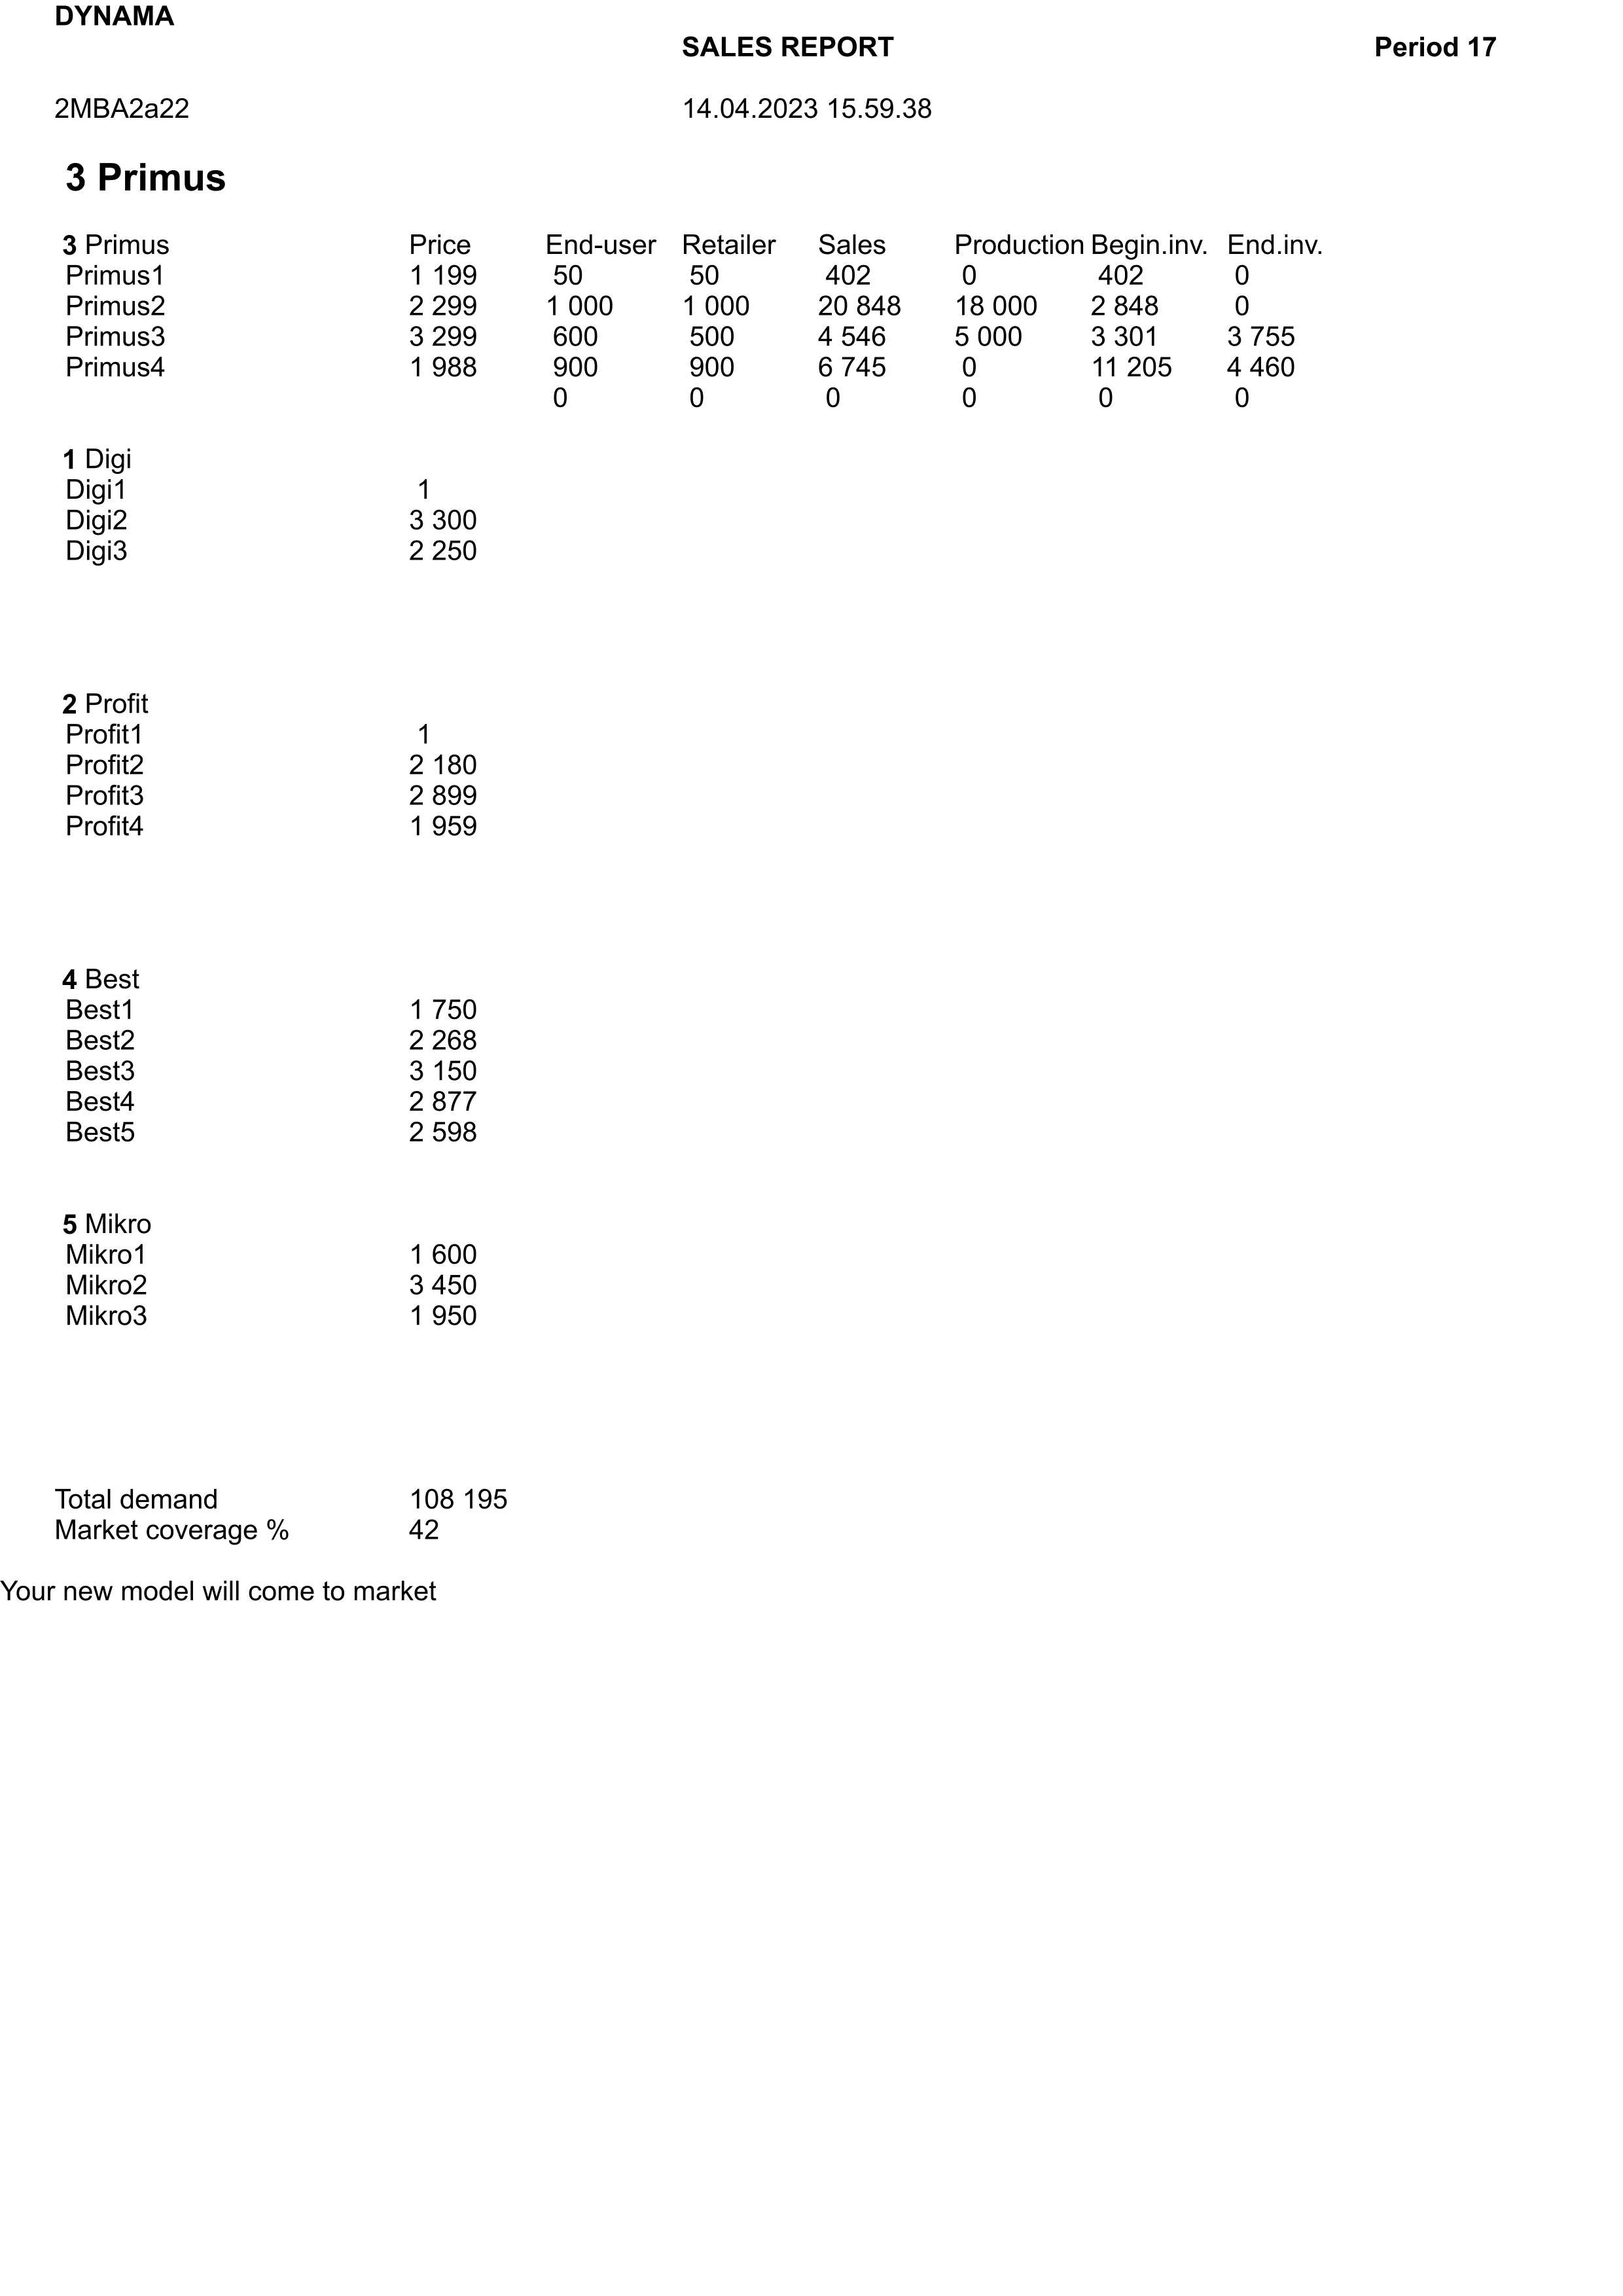 DYNAMA
SALES REPORT Period 17
2MBA2a22 14.04.2023 15.59.38
3 Primus
3 Primus Price End-user Retailer Sales Production Begin.inv. End.inv.
Primus1 1 199 50 50 402 0 402 0
Primus2 2 299 1 000 1 000 20 848 18 000 2 848 0
Primus3 3 299 600 500 4 546 5 000 3 301 3 755
Primus4 1 988 900 900 6 745 0 11 205 4 460
0 0 0 0 0 0
1 Digi
Digi1 1
Digi2 3 300
Digi3 2 250
2 Profit
Profit1 1
Profit2 2 180
Profit3 2 899
Profit4 1 959
4 Best
Best1 1 750
Best2 2 268
Best3 3 150
Best4 2 877
Best5 2 598
5 Mikro
Mikro1 1 600
Mikro2 3 450
Mikro3 1 950
Total demand 108 195
Market coverage % 42
Your new model will come to market